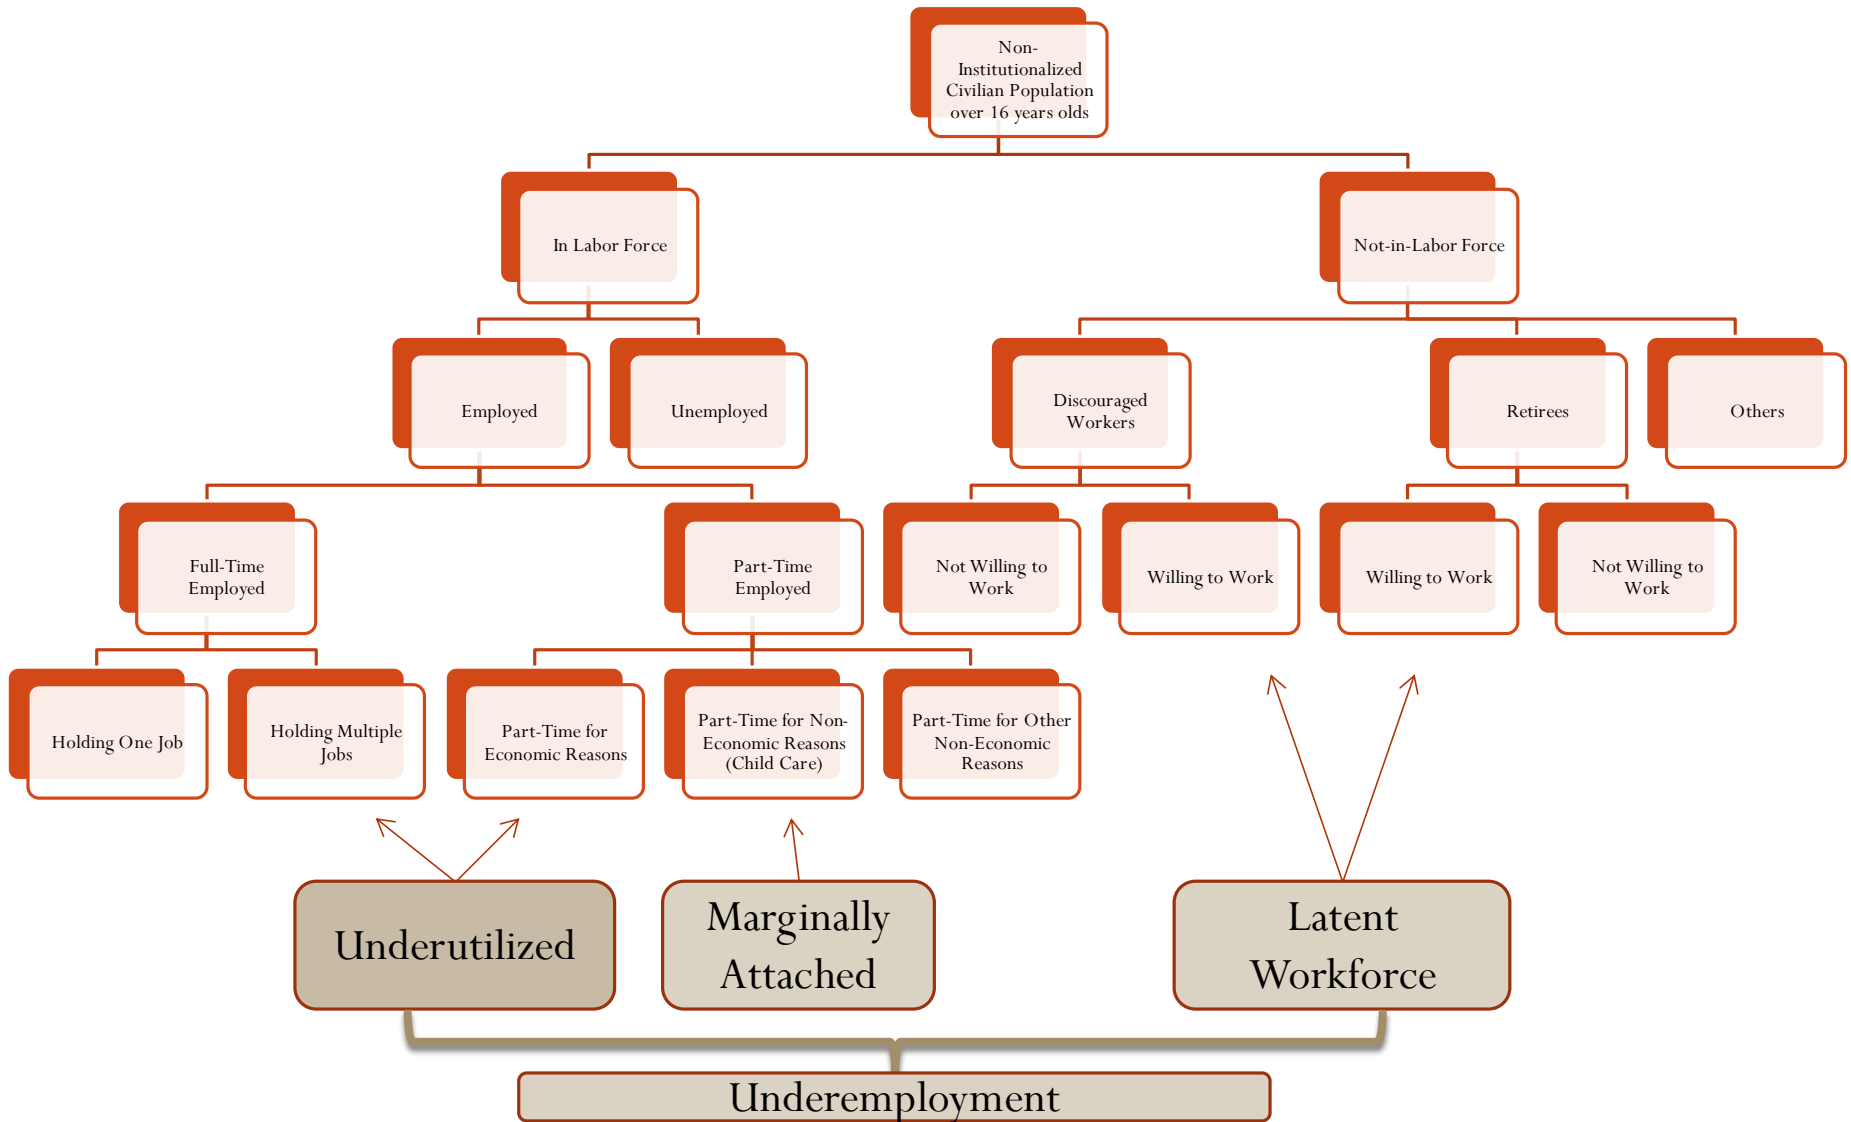 Non-
Institutionalized
Civilian Population
over 16 years olds
In Labor Force
Not-in-Labor Force
Employed
Unemployed
Discouraged
Workers
Retirees
Others
Full-Time
Employed
Part-Time
Employed
Not Willing to
Work
Willing to Work
Willing to Work
Not Willing to
Work
Holding One Job
Holding Multiple
Jobs
Part-Time for
Economic Reasons
Part-Time for Non-
Economic Reasons
(Child Care)
Part-Time for Other
Non-Economic
Reasons
Underutilized
Marginally
Attached
Latent
Workforce
Underemployment